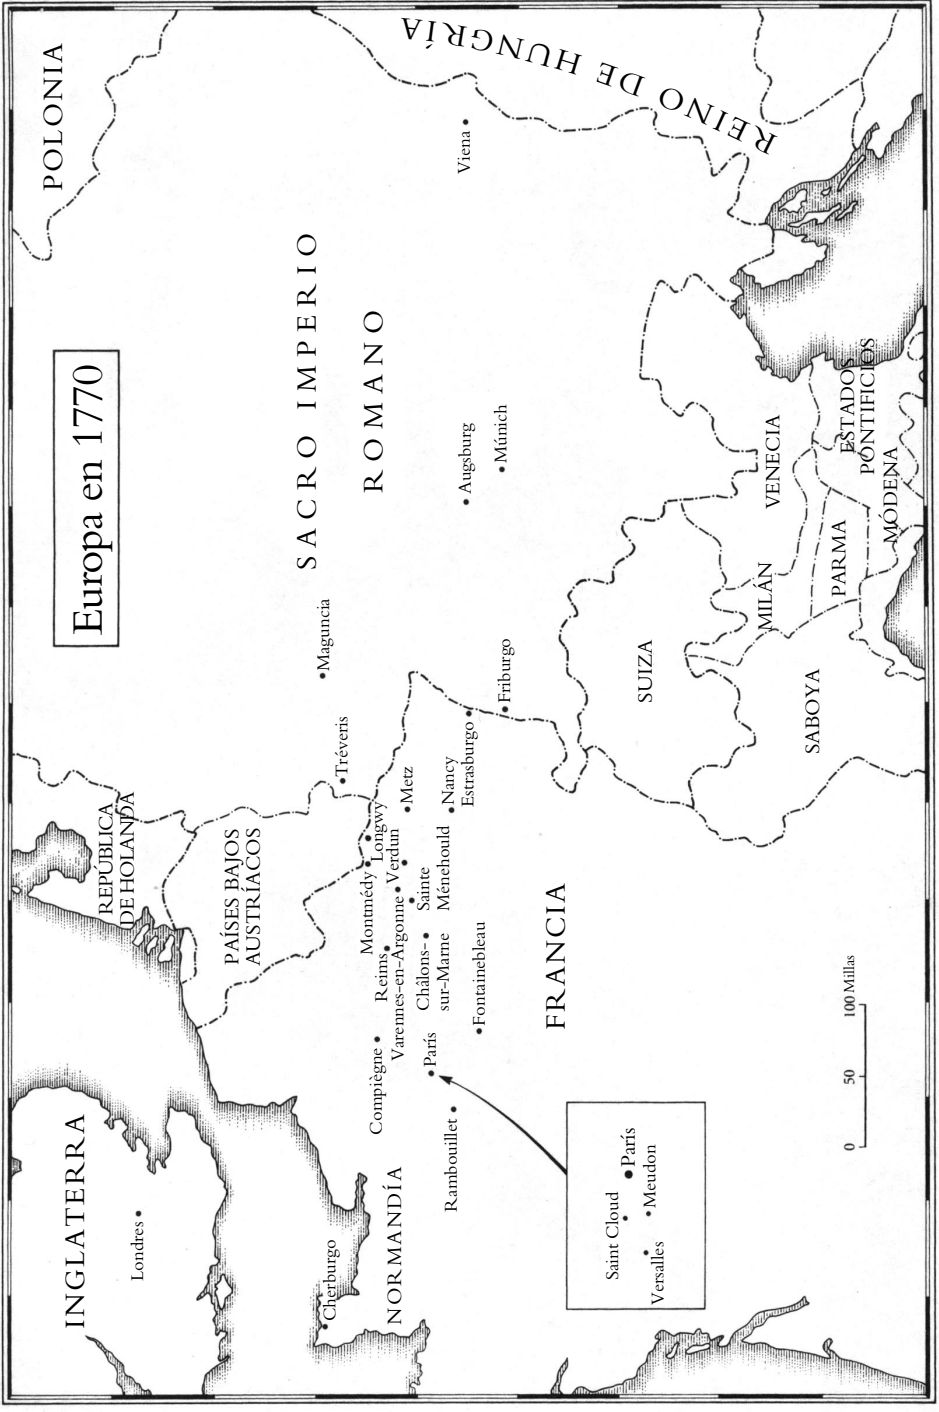 Europa en 1770
INGLATERRA
Londres
REPÚBLICA
DE HOLANDA
POLONIA
PAÍSES BAJOS
AUSTRÍACOS
SACRO IMPERIO
ROMANO
Cherburgo
NORMANDÍA
Compiègne
Reims
Montmédy
Longwy
Tréveris
Maguncia
Varennes-en-Argonne
Verdun
Metz
Rambouillet
París
Châlons-
sur-Marne
Sainte
Ménehould
Nancy
Estrasburgo
Fontainebleau
Friburgo
Augsburg
Múnich
Viena
REINO DE HUNGRÍA
FRANCIA
SUIZA
Saint Cloud
París
Versalles
Meudon
SABOYA
MILÁN
VENECIA
PARMA
MÓDENA
ESTADOS
PONTIFICIOS
0 50 100 Millas